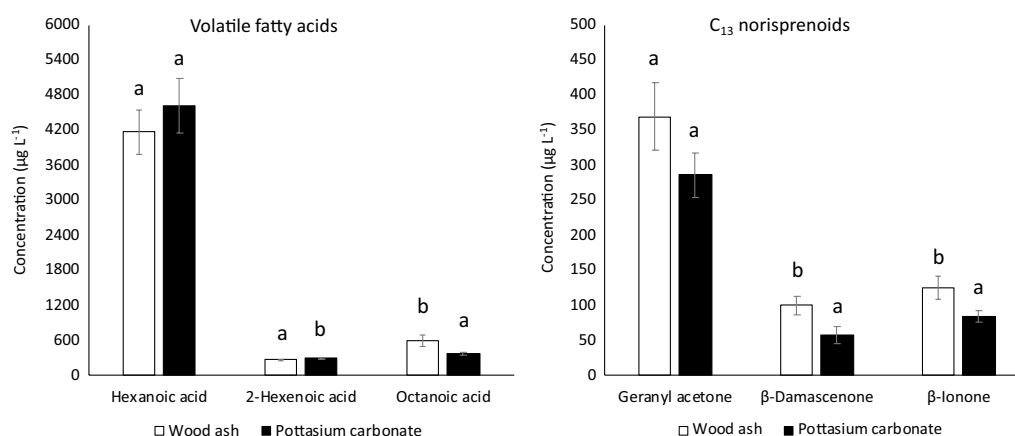 Volatile fatty acids
Concentration (µg L-1)
6000
5400
4800
4200
3600
3000
2400
1800
1200
600
0
a
a
a
b
b
a
Hexanoic acid
2-Hexenoic acid
Octanoic acid
Wood ash
Pottasium carbonate
C13 norisprenoids
Concentration (µg L-1)
500
450
400
350
300
250
200
150
100
50
0
a
a
b
a
b
a
Geranyl acetone
β-Damascenone
β-Ionone
Wood ash
Pottasium carbonate